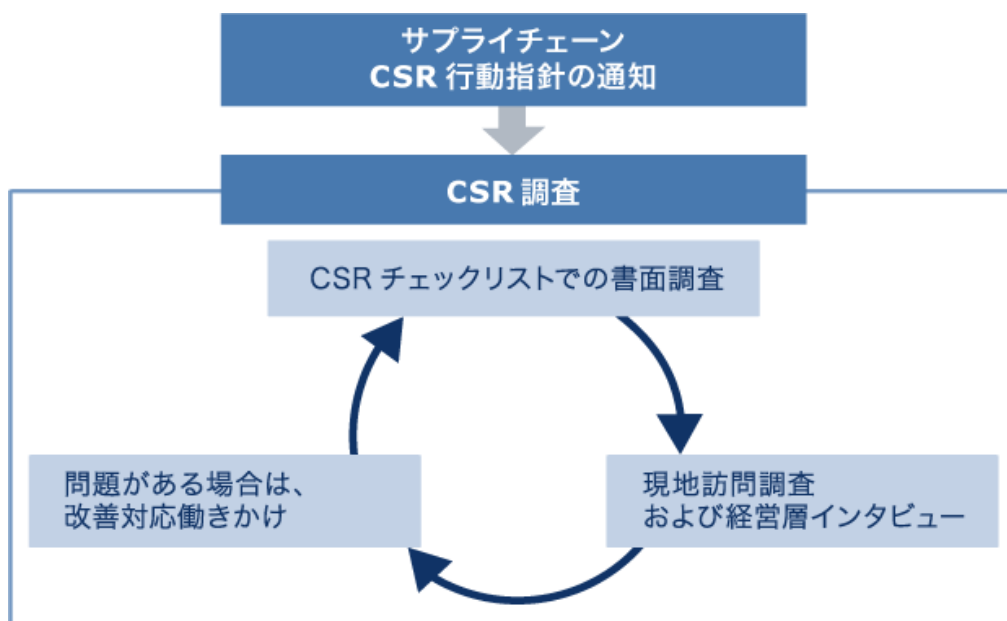 サプライチェーン
CSR 行動指針の通知
CSR 調査
CSR チェックリストでの書面調査
問題がある場合は、
改善対応働きかけ
現地訪問調査
および経営層インタビュー